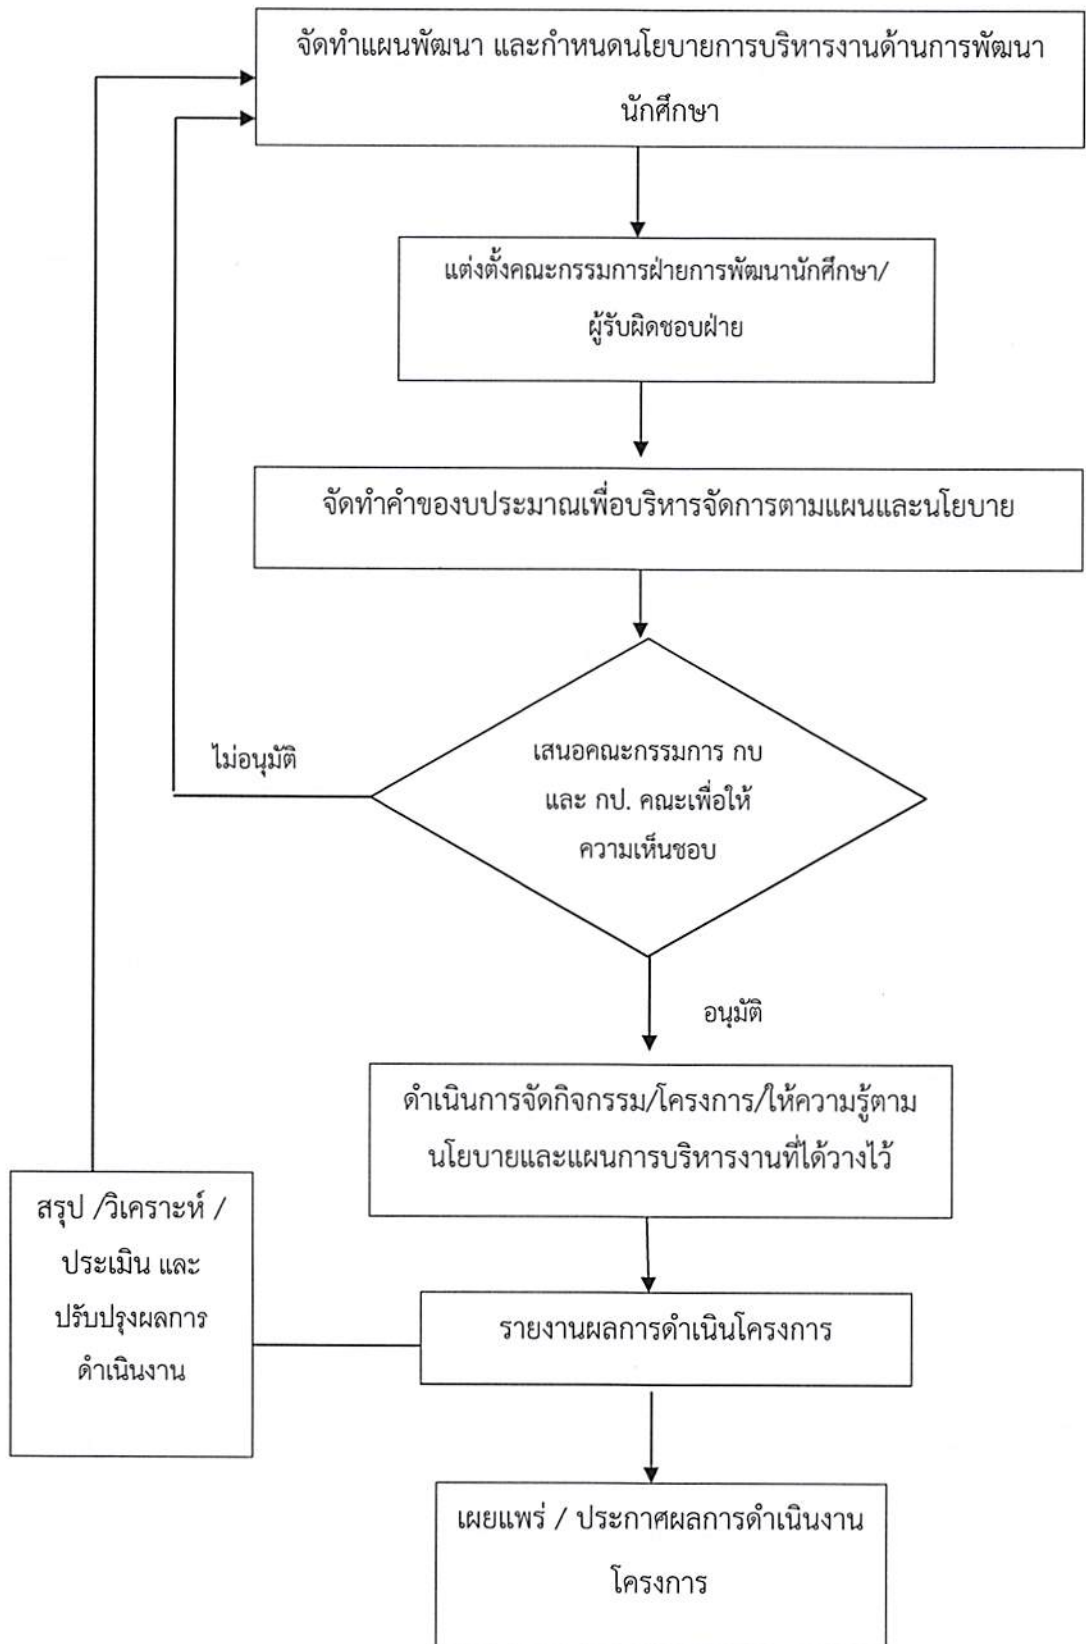 จัดทำแผนพัฒนา และกำหนดนโยบายการบริหารงานด้านการพัฒนา
นักศึกษา
แต่งตั้งคณะกรรมการฝ่ายการพัฒนานักศึกษา/
ผู้รับผิดชอบฝ่าย
จัดทำคำของบประมาณเพื่อบริหารจัดการตามแผนและนโยบาย
เสนอคณะกรรมการ กบ
และ กป. คณะเพื่อให้
ความเห็นชอบ
ไม่อนุมัติ
อนุมัติ
ดำเนินการจัดกิจกรรม/โครงการ/ให้ความรู้ตาม
นโยบายและแผนการบริหารงานที่ได้วางไว้
สรุป /วิเคราะห์ /
ประเมิน และ
ปรับปรุงผลการ
ดำเนินงาน
รายงานผลการดำเนินโครงการ
เผยแพร่ / ประกาศผลการดำเนินงาน
โครงการ